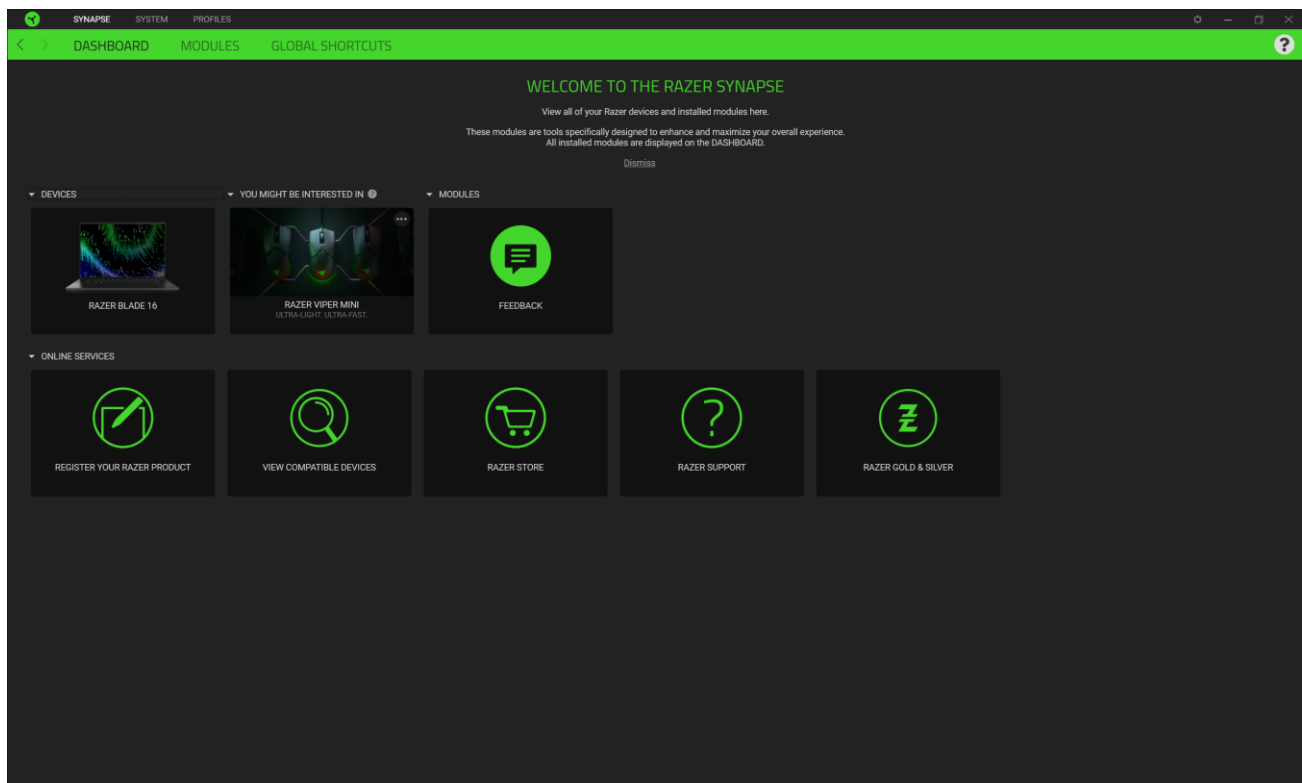 SYNAPSE SYSTEM PROFILES
DASHBOARD MODULES GLOBAL SHORTCUTS ?
WELCOME TO THE RAZER SYNAPSE
View all of your Razer devices and installed modules here.
These modules are tools specifically designed to enhance and maximize your overall experience.
All installed modules are displayed on the DASHBOARD.
Dismiss
DEVICES YOU MIGHT BE INTERESTED IN ? MODULES
RAZER BLADE 16 RAZER VIPER MINI FEEDBACK
ULTRA-LIGHT. ULTRA-FAST.
ONLINE SERVICES
REGISTER YOUR RAZER PRODUCT VIEW COMPATIBLE DEVICES RAZER STORE RAZER SUPPORT RAZER GOLD & SILVER